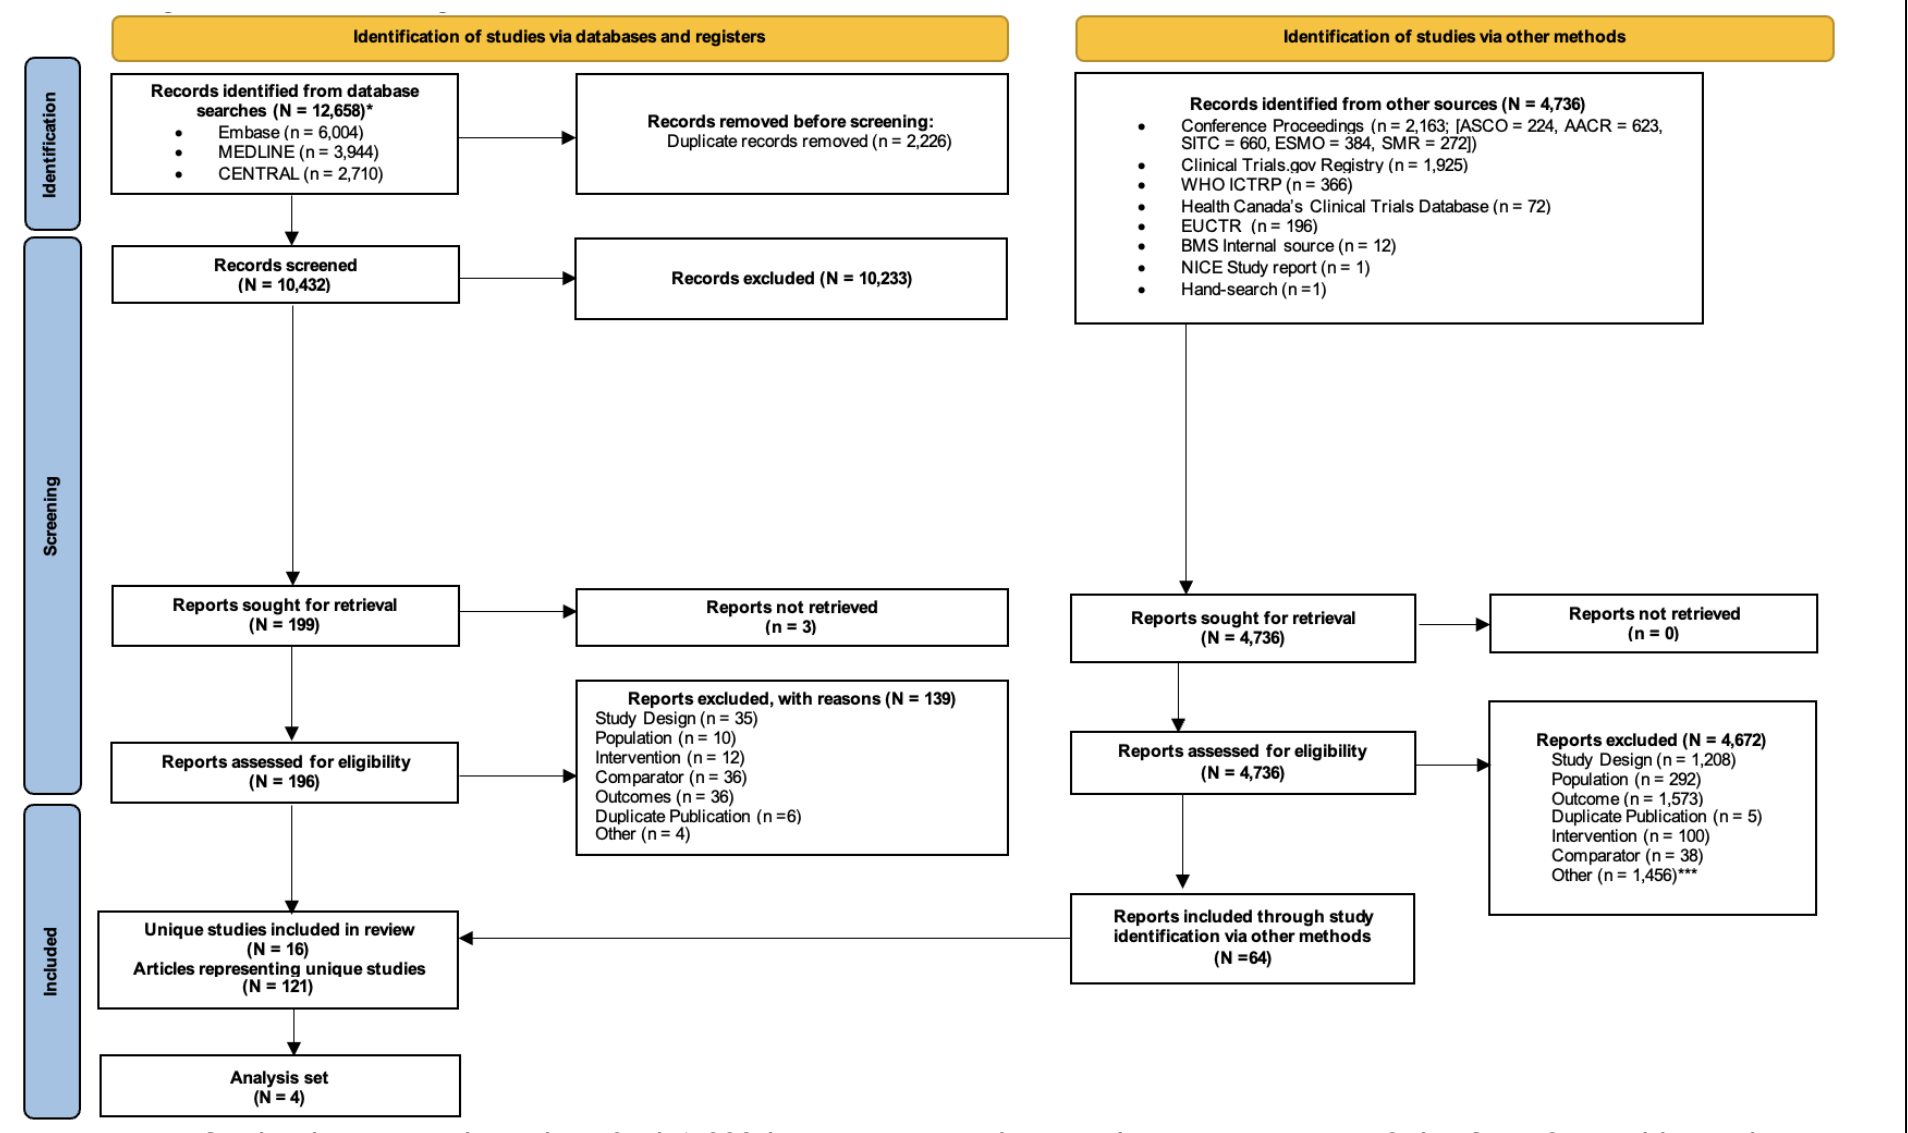 Identification of studies via databases and registers
Identification of studies via other methods
Identification
Records identified from database
searches (N = 12,658)*
• Embase (n = 6,004)
• MEDLINE (n = 3,944)
• CENTRAL (n = 2,710)
Records removed before screening:
Duplicate records removed (n = 2,226)
Records identified from other sources (N = 4,736)
• Conference Proceedings (n = 2,163; [ASCO = 224, AACR = 623,
SITC = 660, ESMO = 384, SMR = 272])
• Clinical Trials.gov Registry (n = 1,925)
• WHO ICTRP (n = 366)
• Health Canada's Clinical Trials Database (n = 72)
• EUCTR (n = 196)
• BMS Internal source (n = 12)
• NICE Study report (n = 1)
• Hand-search (n =1)
Screening
Records screened
(N = 10,432)
Records excluded (N = 10,233)
Reports sought for retrieval
(N = 199)
Reports not retrieved
(n = 3)
Reports sought for retrieval
(N = 4,736)
Reports not retrieved
(n = 0)
Reports assessed for eligibility
(N = 196)
Reports excluded, with reasons (N = 139)
Study Design (n = 35)
Population (n = 10)
Intervention (n = 12)
Comparator (n = 36)
Outcomes (n = 36)
Duplicate Publication (n =6)
Other (n = 4)
Reports assessed for eligibility
(N = 4,736)
Reports excluded (N = 4,672)
Study Design (n = 1,208)
Population (n = 292)
Outcome (n = 1,573)
Duplicate Publication (n = 5)
Intervention (n = 100)
Comparator (n = 38)
Other (n = 1,456)***
Included
Unique studies included in review
(N = 16)
Articles representing unique studies
(N = 121)
Reports included through study
identification via other methods
(N =64)
Analysis set
(N = 4)